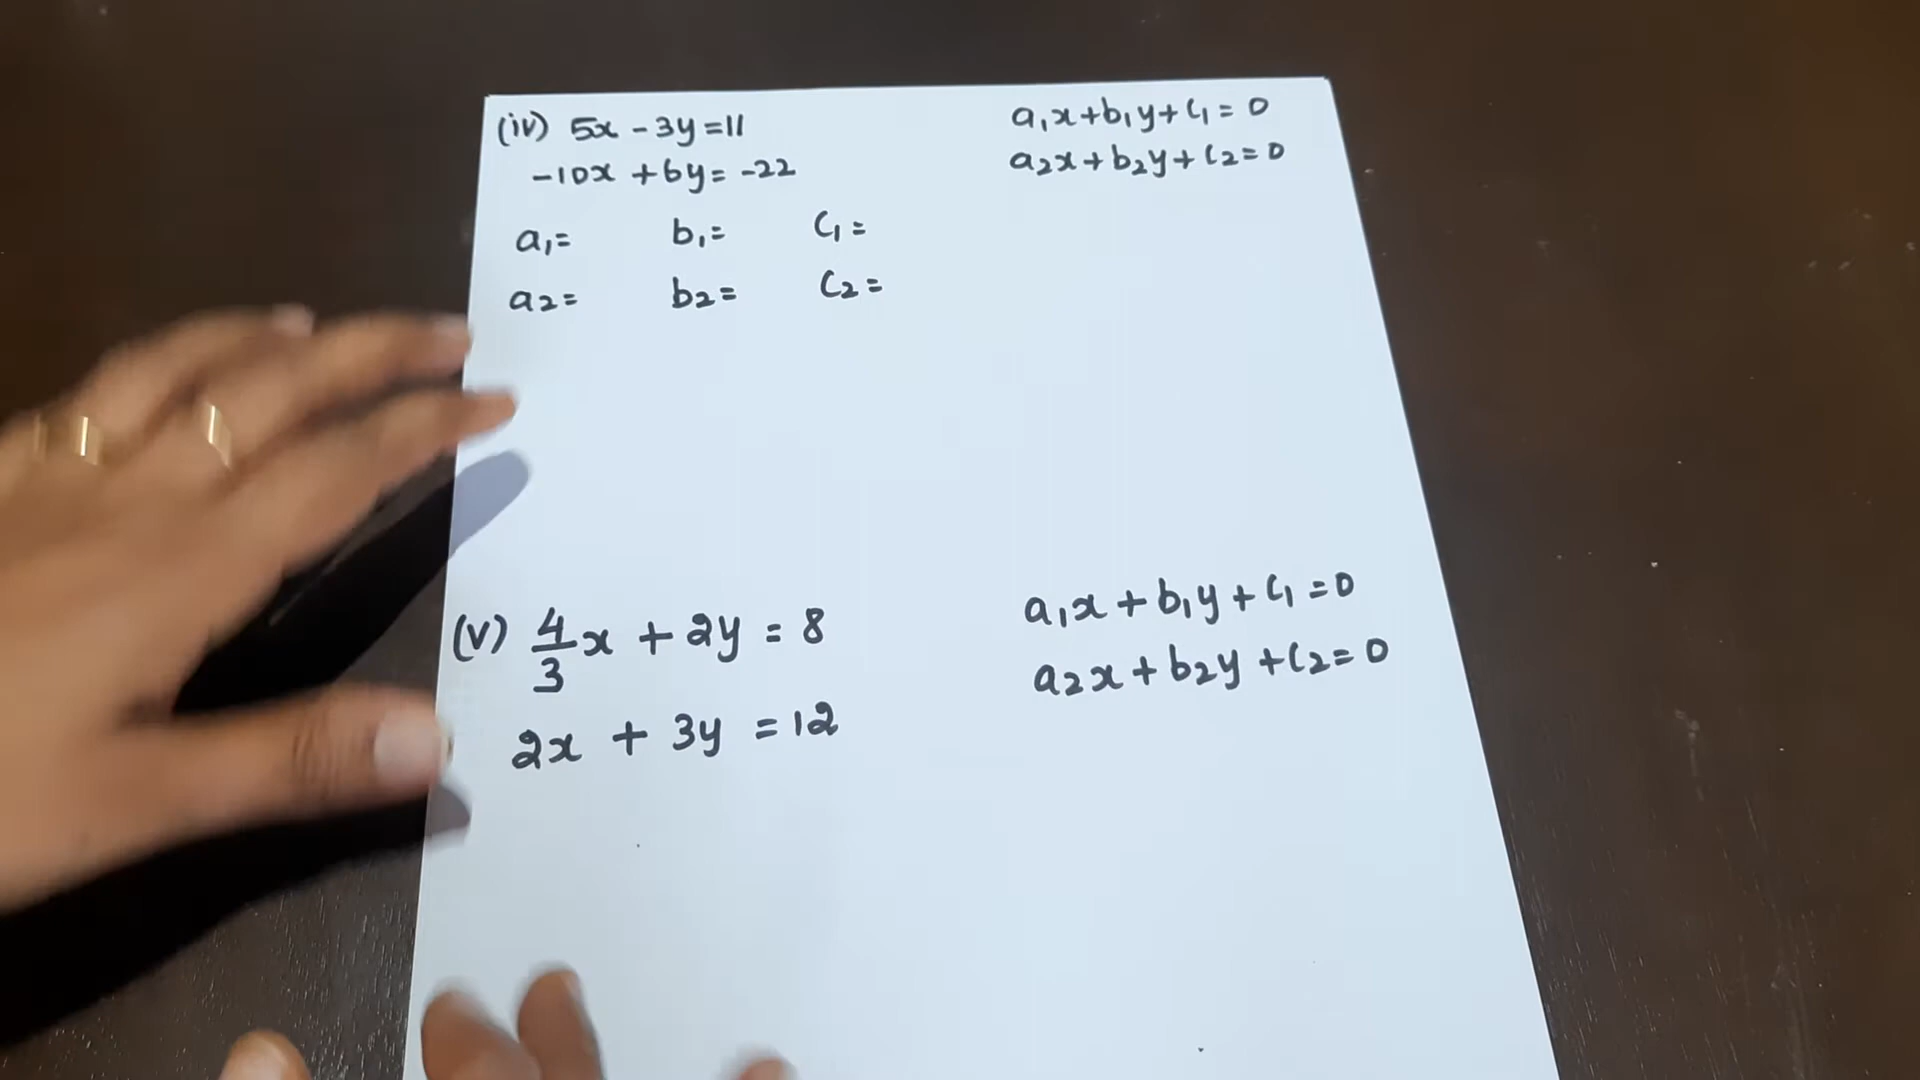 (iv) 5x - 3y = 11
-10x + 6y = -22
a₁x + b₁y + c₁ = 0
a₂x + b₂y + c₂ = 0
a₁= b₁= c₁=
a₂= b₂= c₂=
(v) 4/3 x + 2y = 8
2x + 3y = 12
a₁x + b₁y + c₁ = 0
a₂x + b₂y + c₂ = 0